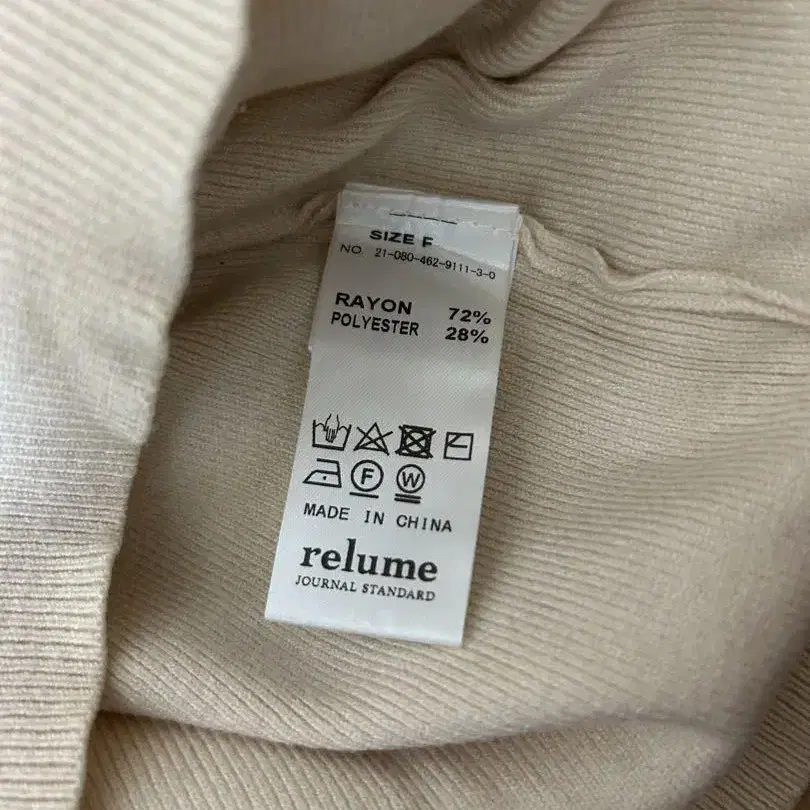 SIZE F
NO 21-080-462-9111-3-0
RAYON 72%
POLYESTER 28%
F W
MADE IN CHINA
relume
JOURNAL STANDARD